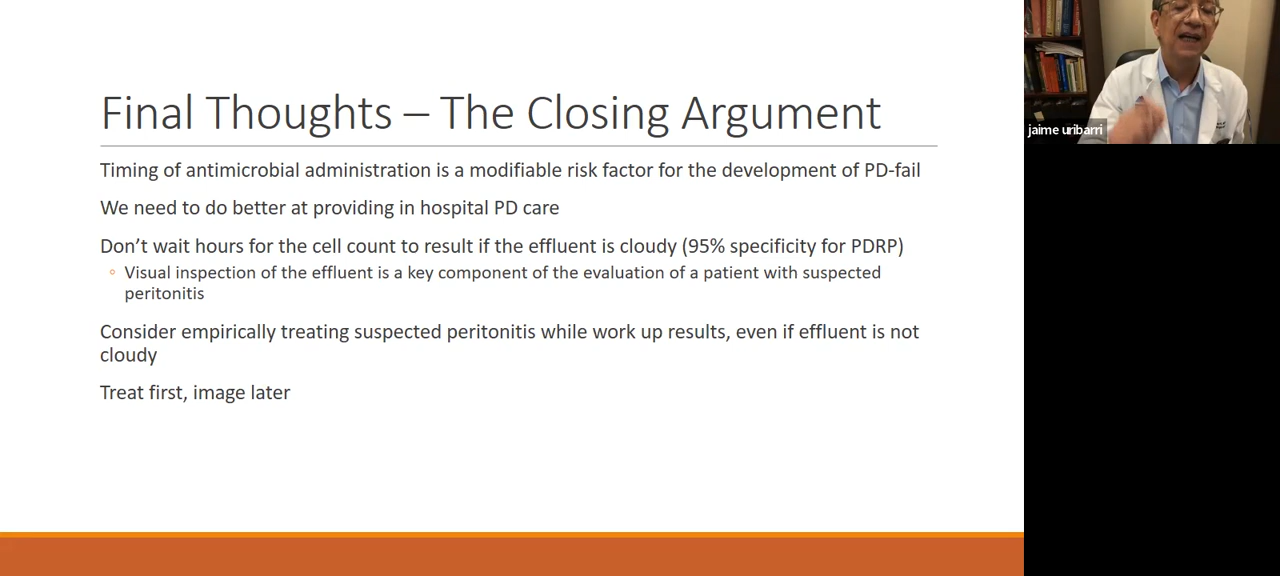 Final Thoughts – The Closing Argument
Timing of antimicrobial administration is a modifiable risk factor for the development of PD-fail
We need to do better at providing in hospital PD care
Don’t wait hours for the cell count to result if the effluent is cloudy (95% specificity for PDRP)
Visual inspection of the effluent is a key component of the evaluation of a patient with suspected
peritonitis
Consider empirically treating suspected peritonitis while work up results, even if effluent is not
cloudy
Treat first, image later
jaime uribarri